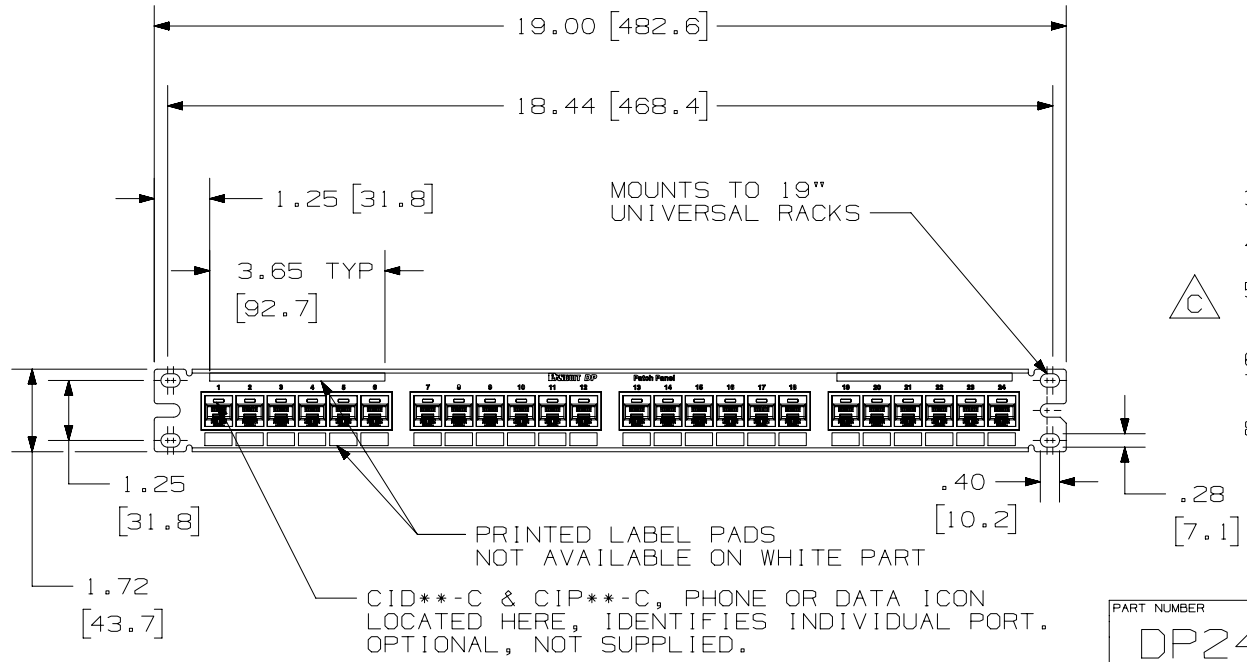 19.00 [482.6]
18.44 [468.4]
1.25 [31.8]
MOUNTS TO 19"
UNIVERSAL RACKS
3.65 TYP
[92.7]
C
PANDUIT DP Patch Panel
1 2 3 4 5 6 7 8 9 10 11 12 13 14 15 16 17 18 19 20 21 22 23 24
1.25
[31.8]
.40
[10.2]
.28
[7.1]
PRINTED LABEL PADS
NOT AVAILABLE ON WHITE PART
1.72
[43.7]
CID**-C & CIP**-C, PHONE OR DATA ICON
LOCATED HERE, IDENTIFIES INDIVIDUAL PORT.
OPTIONAL, NOT SUPPLIED.
PART NUMBER
DP24